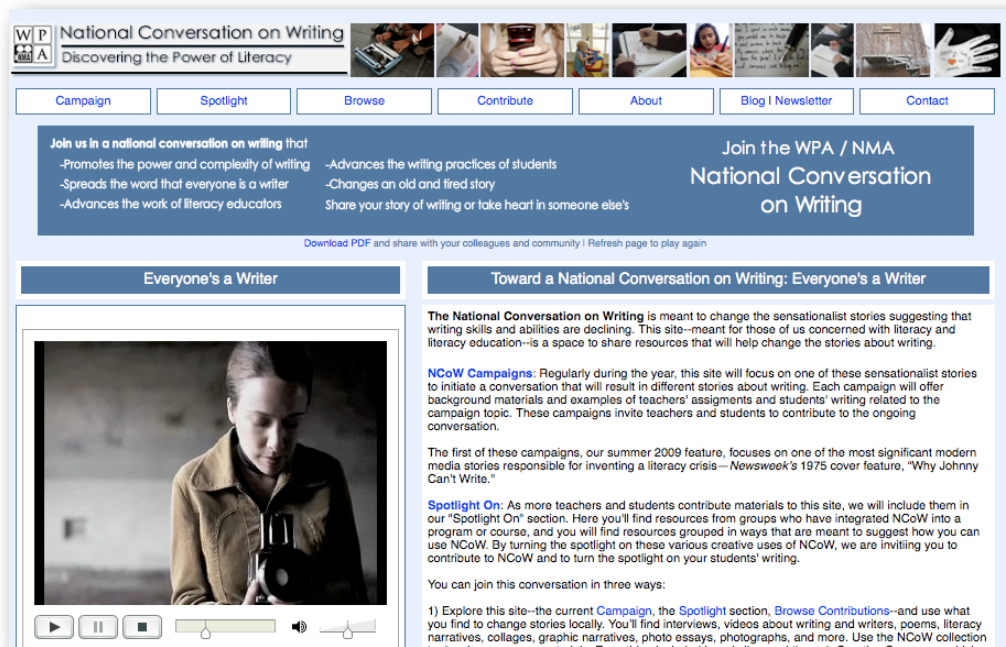 W P
A
NMA
National Conversation on Writing
Discovering the Power of Literacy
Campaign
Spotlight
Browse
Contribute
About
Blog | Newsletter
Contact
Join us in a national conversation on writing that
-Promotes the power and complexity of writing
-Spreads the word that everyone is a writer
-Advances the work of literacy educators
-Advances the writing practices of students
-Changes an old and tired story
Share your story of writing or take heart in someone else's
Join the WPA / NMA
National Conversation
on Writing
Download PDF and share with your colleagues and community | Refresh page to play again
Everyone's a Writer
Toward a National Conversation on Writing: Everyone's a Writer
The National Conversation on Writing is meant to change the sensationalist stories suggesting that
writing skills and abilities are declining. This site--meant for those of us concerned with literacy and
literacy education--is a space to share resources that will help change the stories about writing.
NCoW Campaigns: Regularly during the year, this site will focus on one of these sensationalist stories
to initiate a conversation that will result in different stories about writing. Each campaign will offer
background materials and examples of teachers' assigments and students' writing related to the
campaign topic. These campaigns invite teachers and students to contribute to the ongoing
conversation.
The first of these campaigns, our summer 2009 feature, focuses on one of the most significant modern
media stories responsible for inventing a literacy crisis—Newsweek's 1975 cover feature, “Why Johnny
Can't Write.”
Spotlight On: As more teachers and students contribute materials to this site, we will include them in
our "Spotlight On" section. Here you'll find resources from groups who have integrated NCoW into a
program or course, and you will find resources grouped in ways that are meant to suggest how you can
use NCoW. By turning the spotlight on these various creative uses of NCoW, we are invitiing you to
contribute to NCoW and to turn the spotlight on your students' writing.
You can join this conversation in three ways:
1) Explore this site--the current Campaign, the Spotlight section, Browse Contributions--and use what
you find to change stories locally. You'll find interviews, videos about writing and writers, poems, literacy
narratives, collages, graphic narratives, photo essays, photographs, and more. Use the NCoW collection